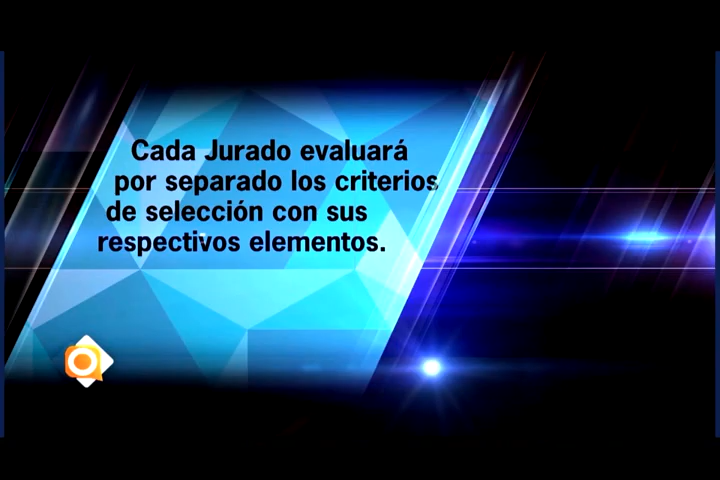 Cada Jurado evaluará
por separado los criterios
de selección con sus
respectivos elementos.